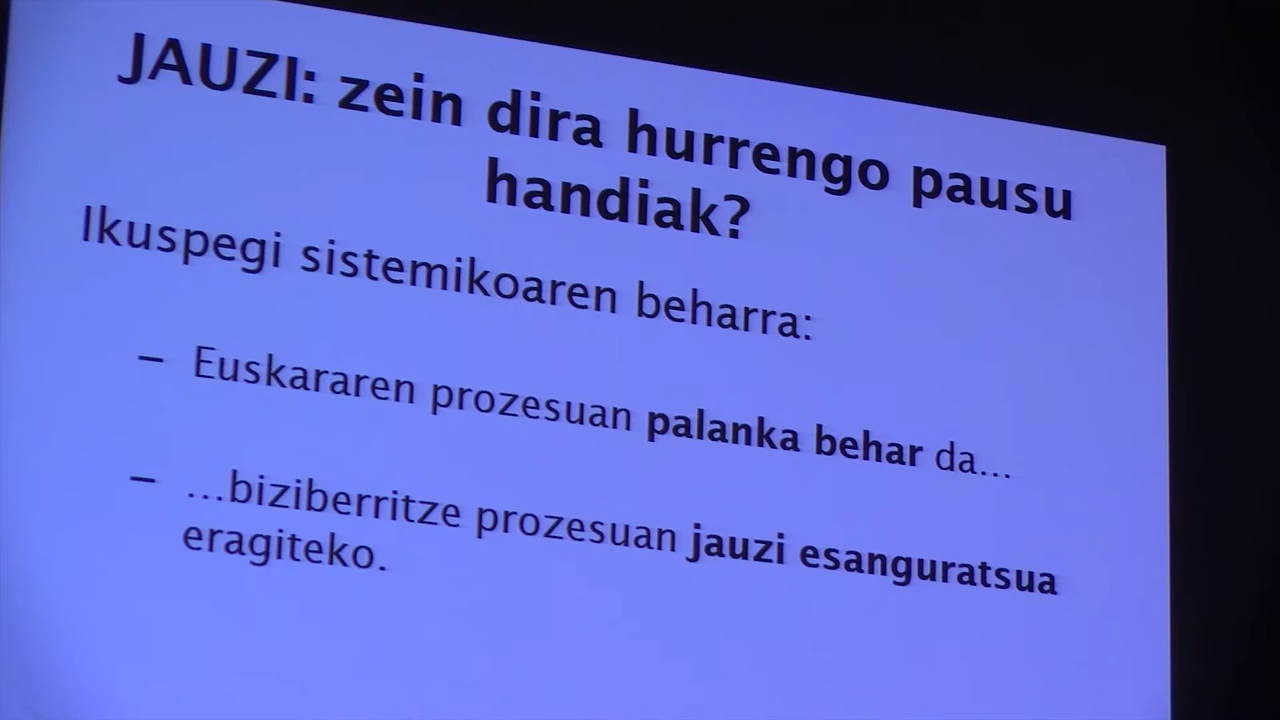 JAUZI: zein dira hurrengo pausu
handiak?
Ikuspegi sistemikoaren beharra:
– Euskararen prozesuan palanka behar da...
– ...biziberritze prozesuan jauzi esanguratsua
eragiteko.